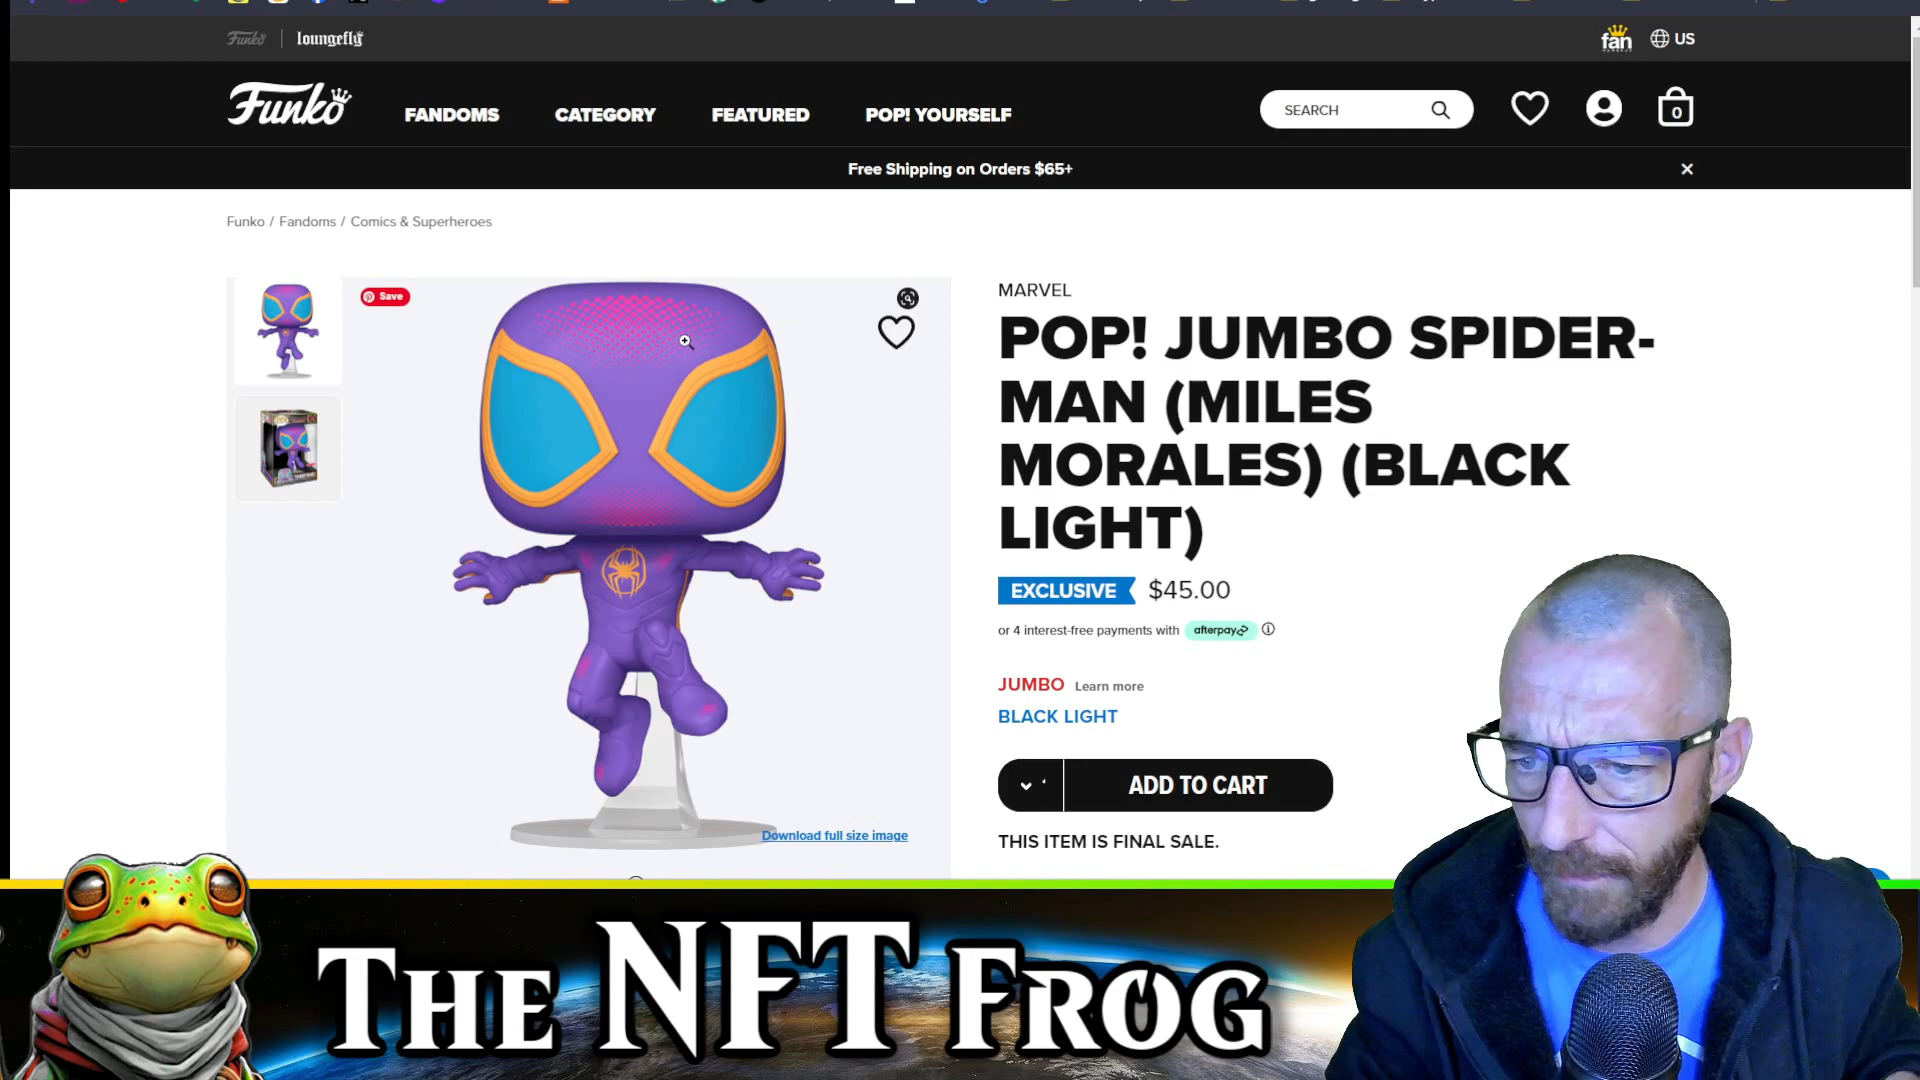 Funko
loungefly
fan
US
Funko
FANDOMS
CATEGORY
FEATURED
POP! YOURSELF
SEARCH
0
Free Shipping on Orders $65+
Funko / Fandoms / Comics & Superheroes
Save
MARVEL
POP! JUMBO SPIDER-
MAN (MILES
MORALES) (BLACK
LIGHT)
EXCLUSIVE $45.00
or 4 interest-free payments with afterpay
JUMBO Learn more
BLACK LIGHT
ADD TO CART
Download full size image
THIS ITEM IS FINAL SALE.
THE NFT FROG